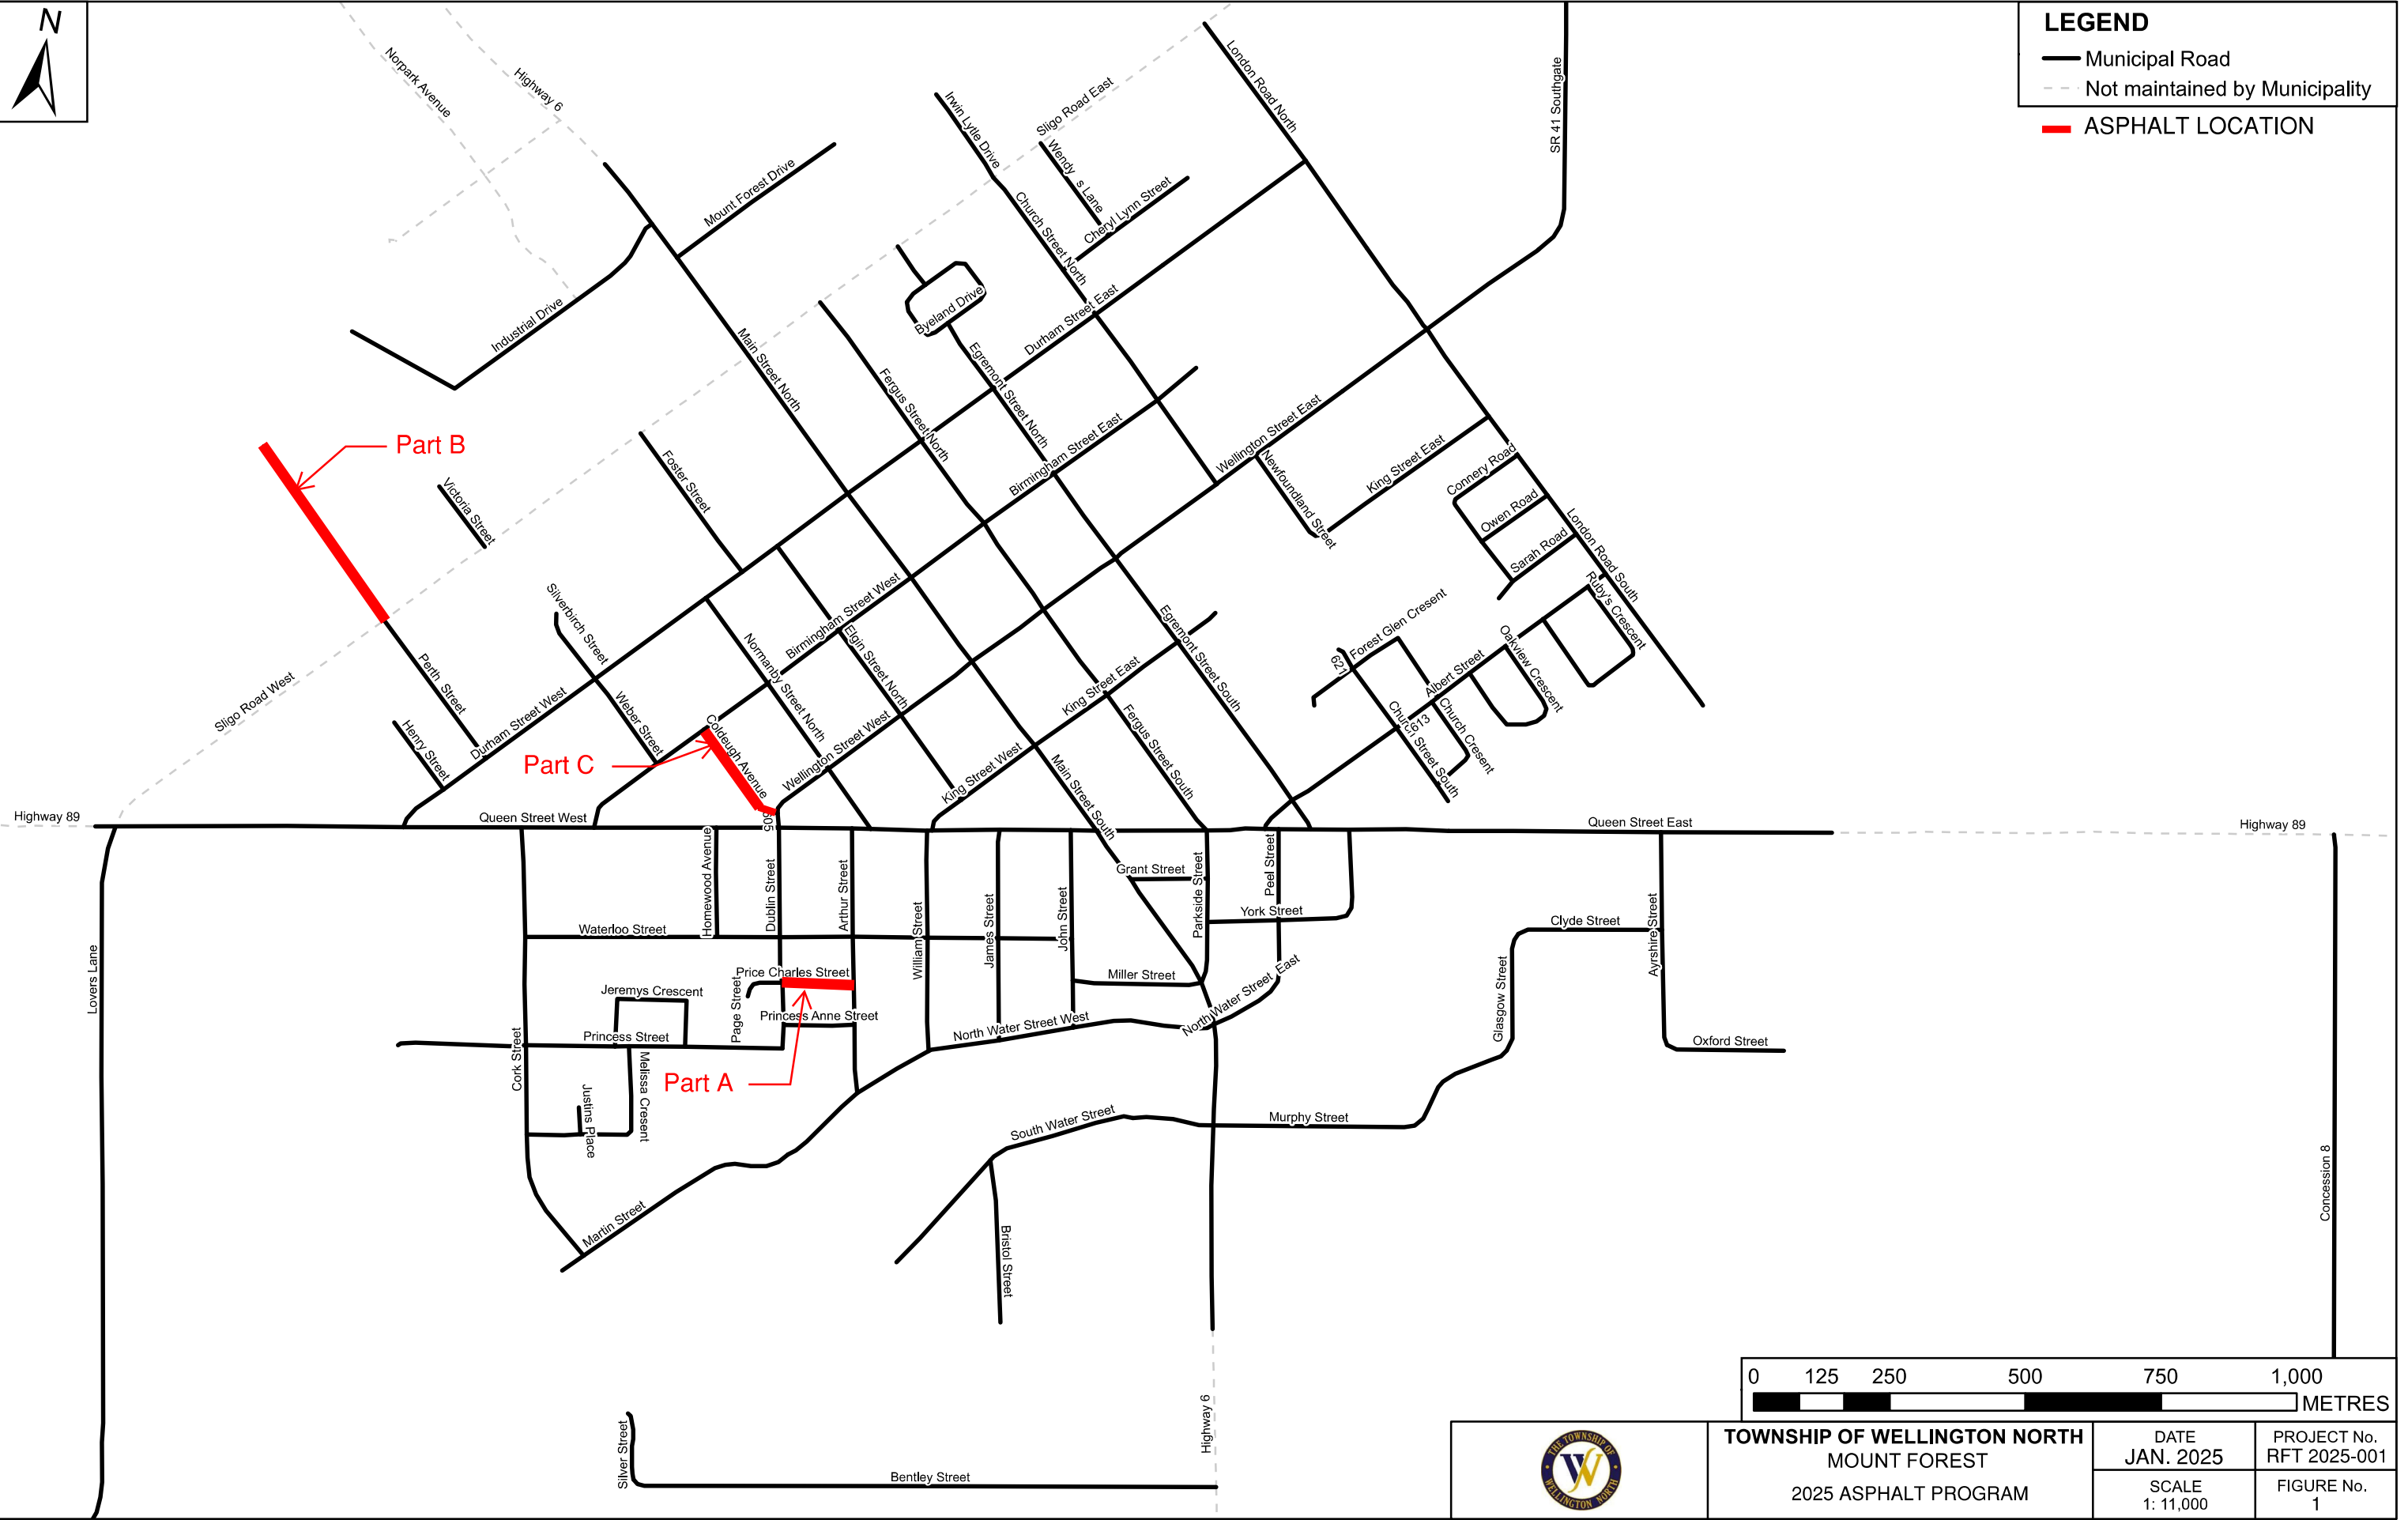 N
LEGEND
Municipal Road
Not maintained by Municipality
ASPHALT LOCATION
Norpark Avenue
Highway 6
Mount Forest Drive
Industrial Drive
Irwin Lytle Drive
Sligo Road East
Wendy s Lane
Cheryl Lynn Street
Church Street North
London Road North
SR 41 Southgate
Byeland Drive
Durham Street East
Main Street North
Fergus Street North
Egremont Street North
Birmingham Street East
Wellington Street East
Newfoundland Street
King Street East
Connery Road
Owen Road
Sarah Road
London Road South
Ruby's Crescent
Part B
Victoria Street
Foster Street
Silverbirch Street
Perth Street
Sligo Road West
Henry Street
Durham Street West
Weber Street
Birmingham Street West
Normanby Street North
Elgin Street North
Coldeugh Avenue
Part C
Wellington Street West
King Street West
King Street East
Egremont Street South
Fergus Street South
Main Street South
Forest Glen Cresent
621
Albert Street
Oakview Crescent
613
Church Crescent
Church Street South
Highway 89
Queen Street West
505
Queen Street East
Highway 89
Homewood Avenue
Dublin Street
Arthur Street
William Street
James Street
John Street
Grant Street
Parkside Street
Peel Street
York Street
Waterloo Street
Clyde Street
Ayrshire Street
Glasgow Street
Oxford Street
Lovers Lane
Price Charles Street
Page Street
Jeremys Crescent
Princess Anne Street
Princess Street
Miller Street
North Water Street East
North Water Street West
Part A
Cork Street
Melissa Cresent
Justins Place
South Water Street
Murphy Street
Martin Street
Bristol Street
Concession 8
Highway 6
Silver Street
Bentley Street
0 125 250 500 750 1,000
METRES
THE TOWNSHIP OF
WELLINGTON NORTH
TOWNSHIP OF WELLINGTON NORTH
MOUNT FOREST
2025 ASPHALT PROGRAM
DATE
JAN. 2025
PROJECT No.
RFT 2025-001
SCALE
1: 11,000
FIGURE No.
1